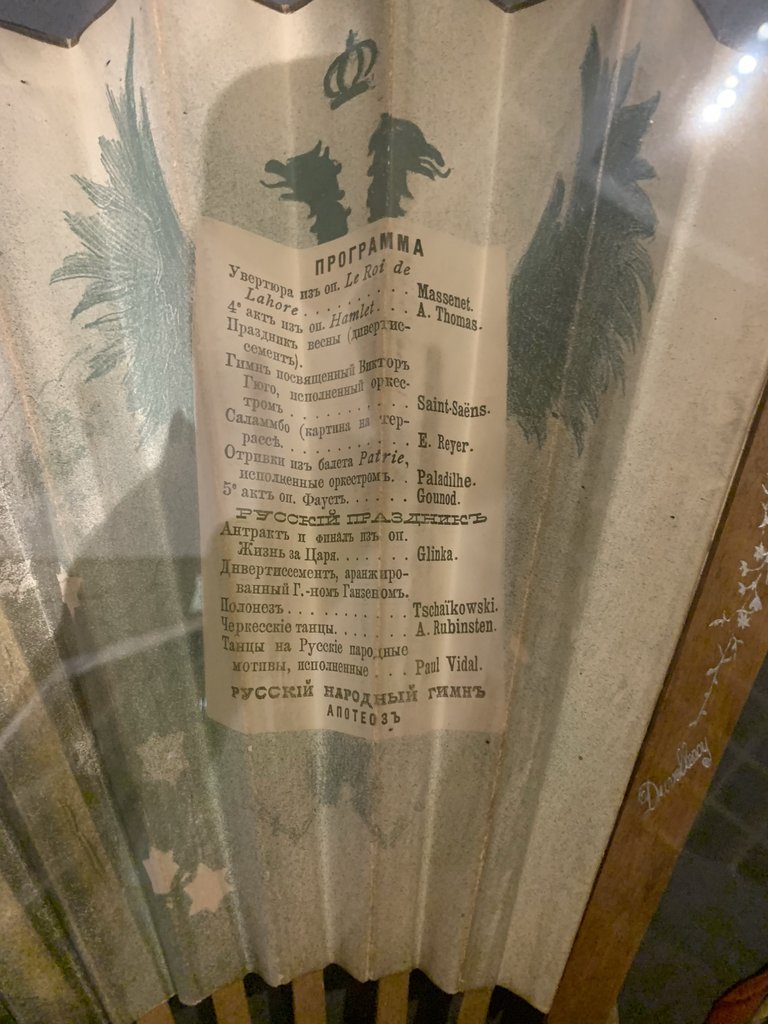 ПРОГРАММА
Увертюра изъ оп. Le Roi de
Lahore . . . . . . . . . . Massenet.
4е актъ изъ оп. Hamlet. . . . A. Thomas.
Праздникъ весны (дивертис-
сементъ).
Гимнъ посвященный Викторъ
Гюго, исполненный оркес-
тромъ . . . . . . . . . . . Saint-Saëns.
Саламмбо (картина на тер-
рассѣ. . . . . . . . . . . . E. Reyer.
Отривки изъ балета Patrie,
исполненные оркестромъ. . Paladilhe.
5е актъ оп. Фаустъ. . . . . . Gounod.
РУССКІЙ ПРАЗДНИКЪ
Антрактъ и финалъ изъ оп.
Жизнь за Царя. . . . . . Glinka.
Дивертиссементъ, аранжиро-
ванный Г.-номъ Ганзеномъ.
Полонезъ . . . . . . . . . . Tschaïkowski.
Черкесскіе танцы. . . . . . . A. Rubinsten.
Танцы на Русскіе народные
мотивы, исполненные . . . Paul Vidal.
РУССКІЙ НАРОДНЫЙ ГИМНЪ
АПОТЕОЗЪ